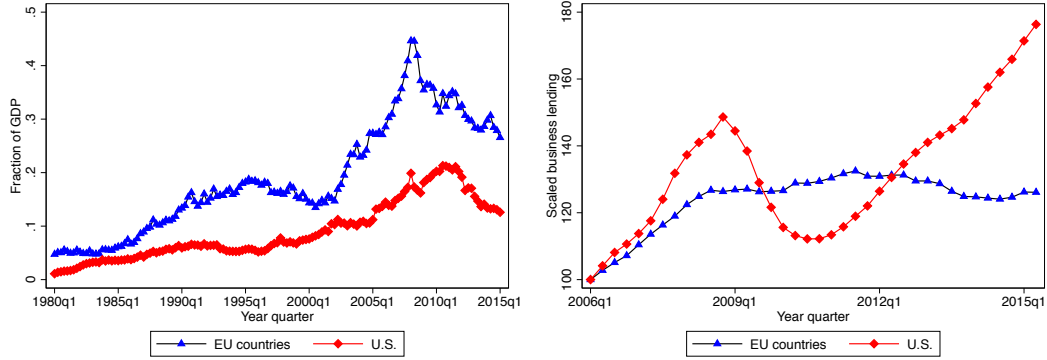 Fraction of GDP
.5
.4
.3
.2
.1
0
1980q1 1985q1 1990q1 1995q1 2000q1 2005q1 2010q1 2015q1
Year quarter
EU countries U.S.
Scaled business lending
180
160
140
120
100
2006q1 2009q1 2012q1 2015q1
Year quarter
EU countries U.S.